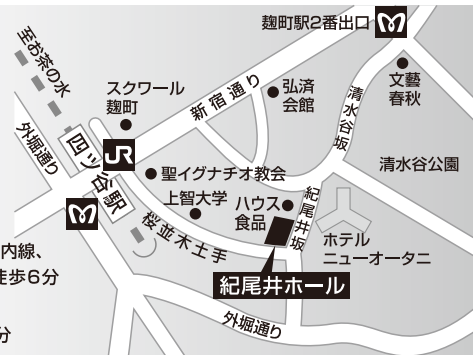 麹町駅2番出口
至お茶の水
スクワール
麹町
新宿通り
弘済
会館
文藝
春秋
清水谷坂
外堀通り
四ツ谷駅
JR
聖イグナチオ教会
清水谷公園
上智大学
ハウス
食品
紀尾井坂
桜並木土手
ホテル
ニューオータニ
内線、
徒歩6分
紀尾井ホール
外堀通り
分